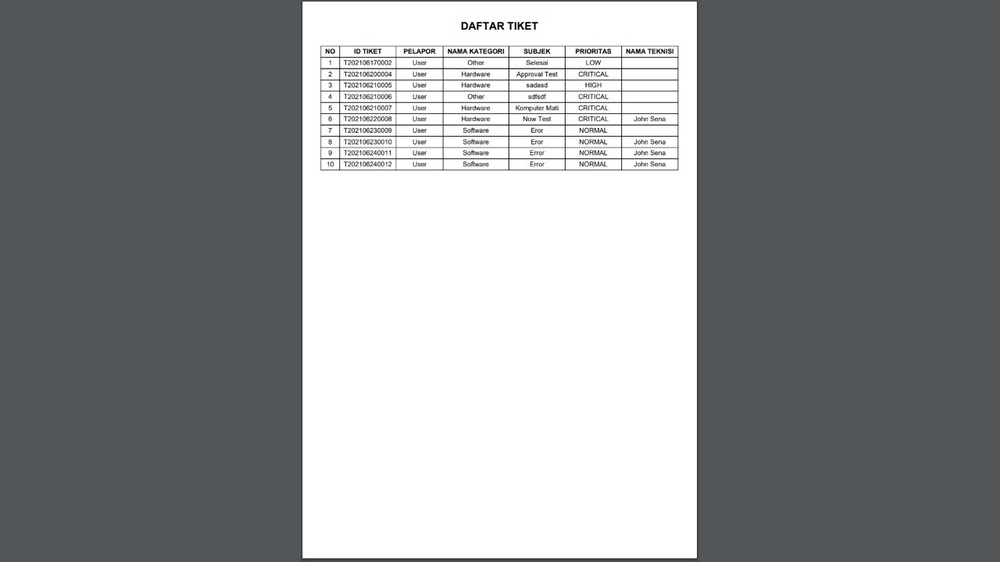 DAFTAR TIKET
NO ID TIKET PELAPOR NAMA KATEGORI SUBJEK PRIORITAS NAMA TEKNISI
1 T202106170002 User Other Selesai LOW
2 T202106200004 User Hardware Approval Test CRITICAL
3 T202106210005 User Hardware sadasd HIGH
4 T202106210006 User Other sdfsdf CRITICAL
5 T202106210007 User Hardware Komputer Mati CRITICAL
6 T202106220008 User Hardware Now Test CRITICAL John Sena
7 T202106230009 User Software Eror NORMAL
8 T202106230010 User Software Eror NORMAL John Sena
9 T202106240011 User Software Error NORMAL John Sena
10 T202106240012 User Software Error NORMAL John Sena